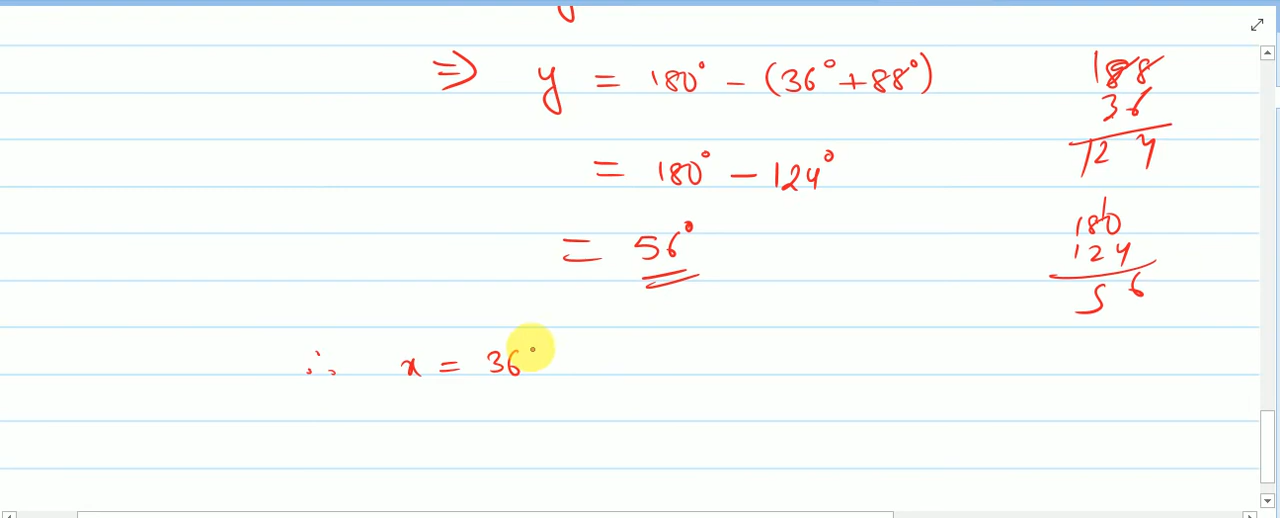 ⇒ y = 180° - (36° + 88°)
= 180° - 124°
= 56°
∴ x = 36°
188
36
124
180
124
56